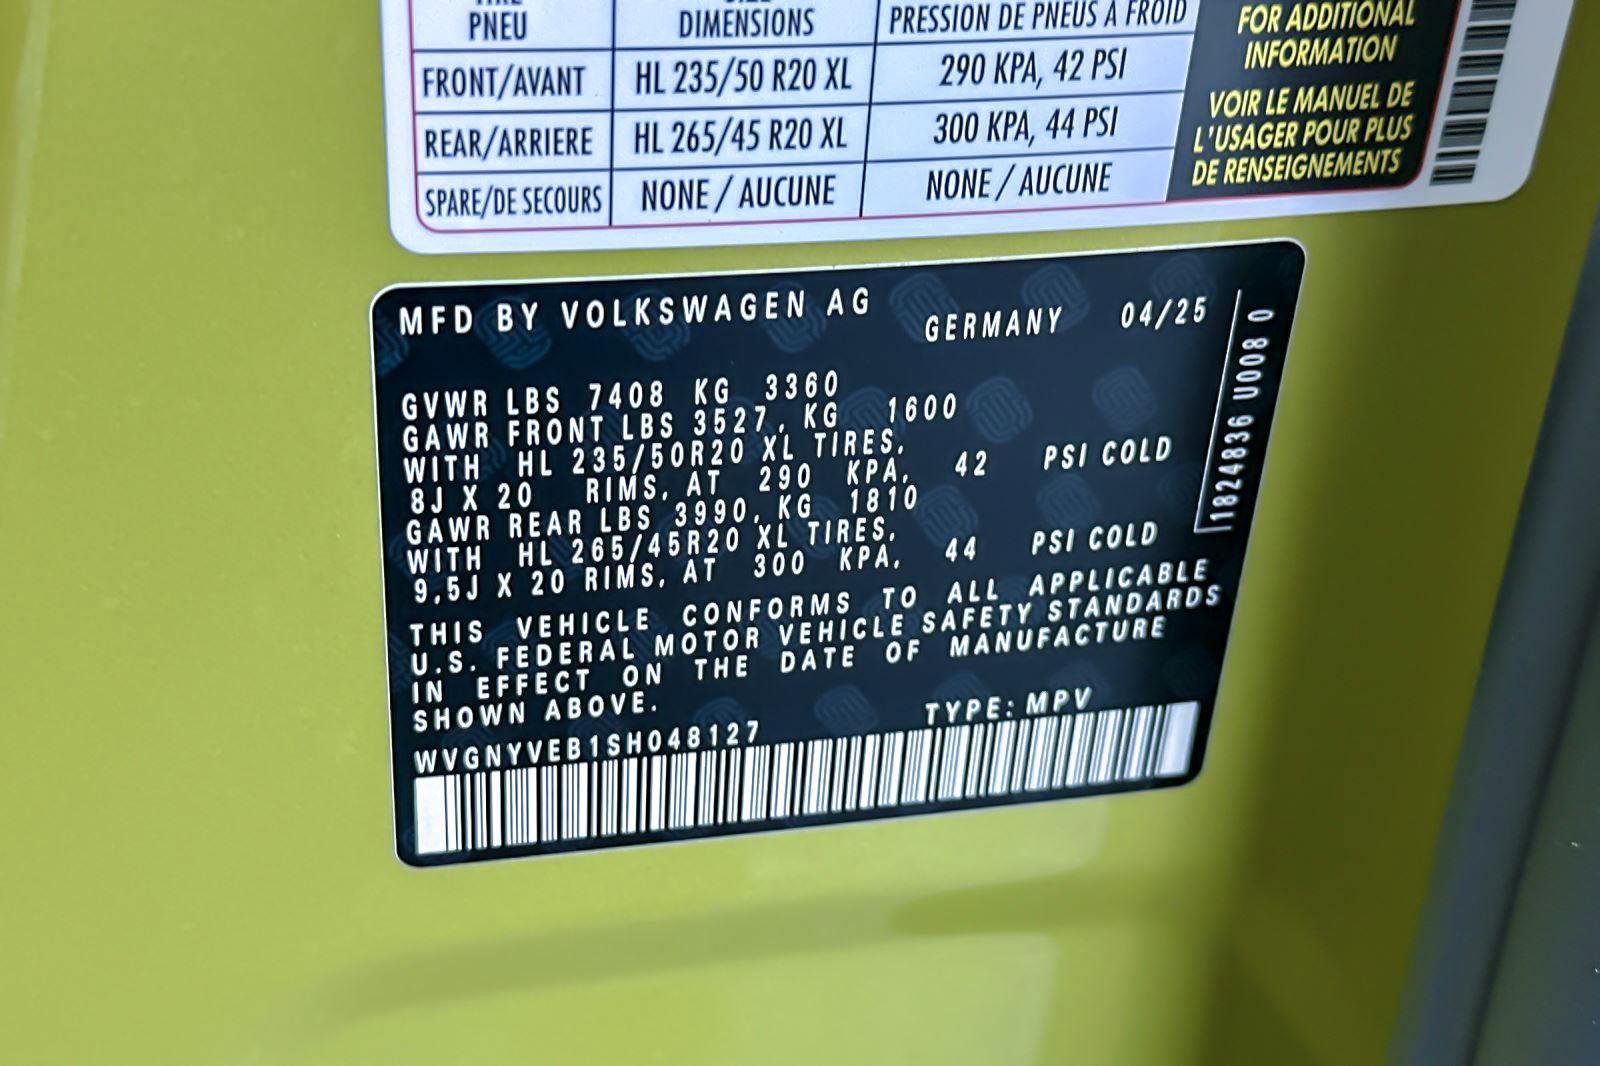 PNEU
DIMENSIONS
PRESSION DE PNEUS À FROID
FRONT/AVANT HL 235/50 R20 XL 290 KPA, 42 PSI
REAR/ARRIERE HL 265/45 R20 XL 300 KPA, 44 PSI
SPARE/DE SECOURS NONE / AUCUNE NONE / AUCUNE
FOR ADDITIONAL
INFORMATION
VOIR LE MANUEL DE
L'USAGER POUR PLUS
DE RENSEIGNEMENTS
MFD BY VOLKSWAGEN AG GERMANY 04/25
GVWR LBS 7408 KG 3360
GAWR FRONT LBS 3527, KG 1600
WITH HL 235/50R20 XL TIRES,
8J X 20 RIMS, AT 290 KPA, 42 PSI COLD
GAWR REAR LBS 3990, KG 1810
WITH HL 265/45R20 XL TIRES,
9,5J X 20 RIMS, AT 300 KPA, 44 PSI COLD
THIS VEHICLE CONFORMS TO ALL APPLICABLE
U.S. FEDERAL MOTOR VEHICLE SAFETY STANDARDS
IN EFFECT ON THE DATE OF MANUFACTURE
SHOWN ABOVE.
WVGNYVEB1SH048127 TYPE: MPV
1824836 U008 0